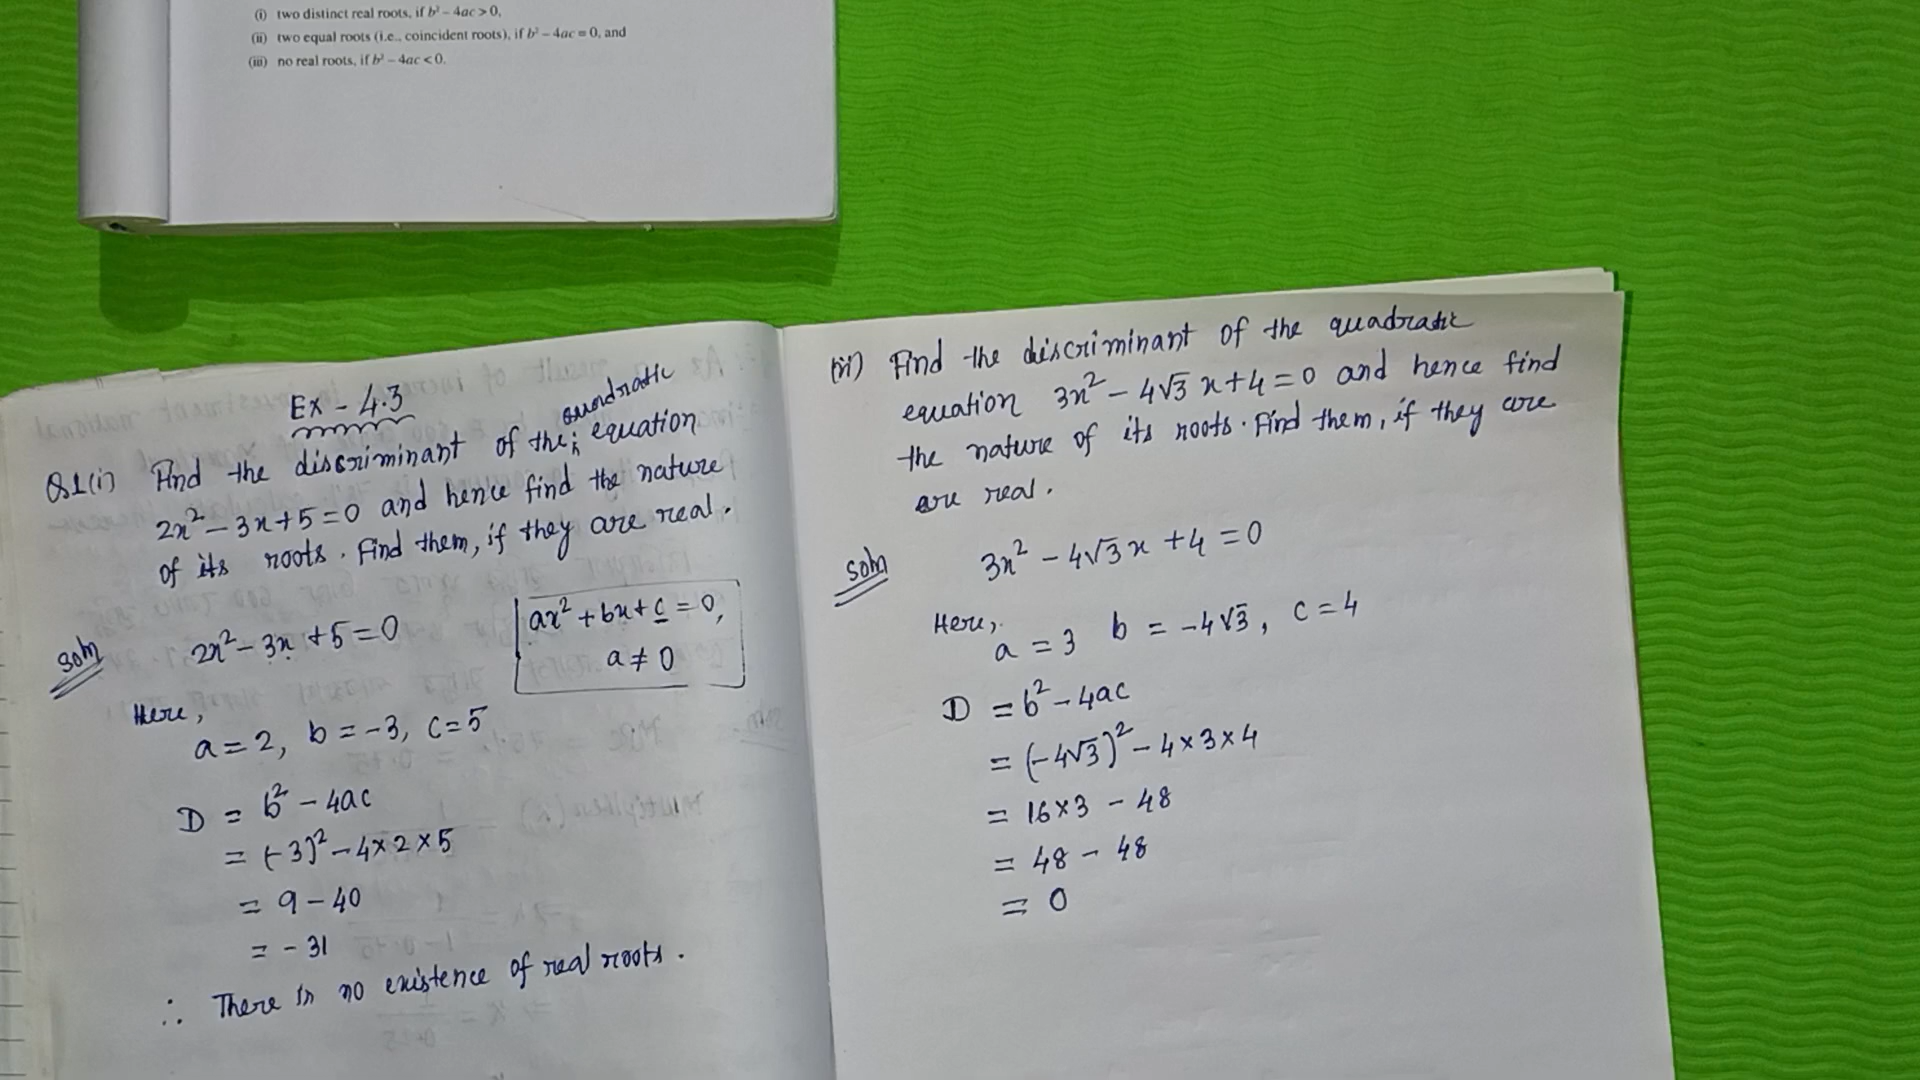 (i) two distinct real roots, if b² – 4ac > 0,
(ii) two equal roots (i.e., coincident roots), if b² – 4ac = 0, and
(iii) no real roots, if b² – 4ac < 0.
Ex - 4.3
Q.1(i) Find the discriminant of the quadratic equation
2x² - 3x + 5 = 0 and hence find the nature
of its roots. Find them, if they are real.
Soln 2x² - 3x + 5 = 0
ax² + bx + c = 0,
a ≠ 0
Here,
a = 2, b = -3, c = 5
D = b² - 4ac
= (-3)² - 4 × 2 × 5
= 9 - 40
= - 31
∴ There is no existence of real roots.
(ii) Find the discriminant of the quadratic
equation 3x² - 4√3 x + 4 = 0 and hence find
the nature of its roots. Find them, if they are
are real.
Soln 3x² - 4√3 x + 4 = 0
Here,
a = 3 b = -4√3, c = 4
D = b² - 4ac
= (-4√3)² - 4 × 3 × 4
= 16 × 3 - 48
= 48 - 48
= 0